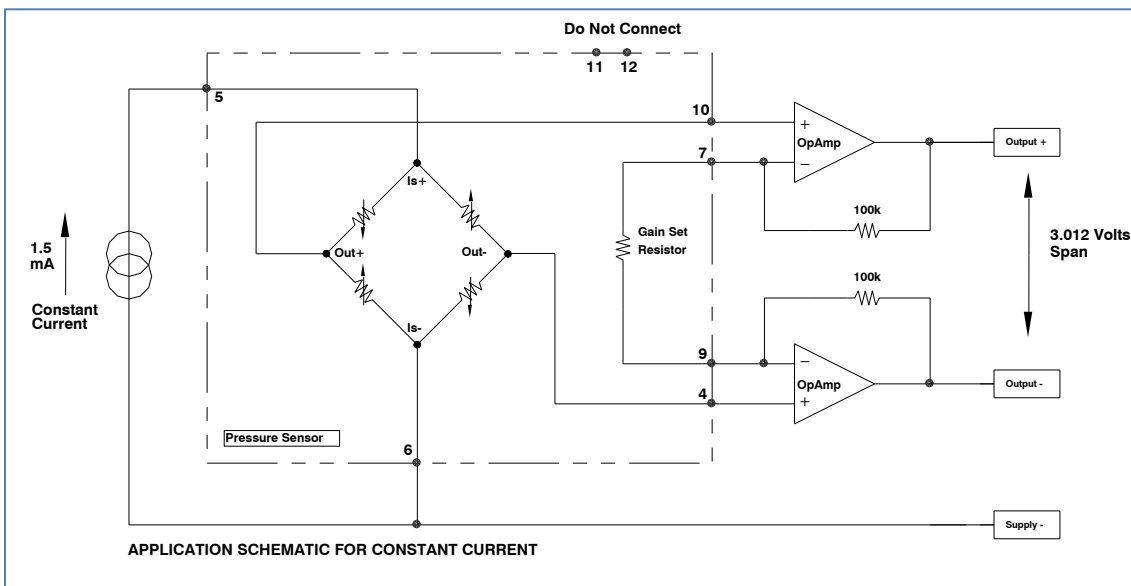 Do Not Connect
11 12
5
10
+
OpAmp
−
Output +
7
Is+
100k
1.5
mA
Out+
Out-
Gain Set
Resistor
3.012 Volts
Span
100k
Constant
Current
Is-
9
−
OpAmp
+
Output -
4
Pressure Sensor
6
Supply -
APPLICATION SCHEMATIC FOR CONSTANT CURRENT